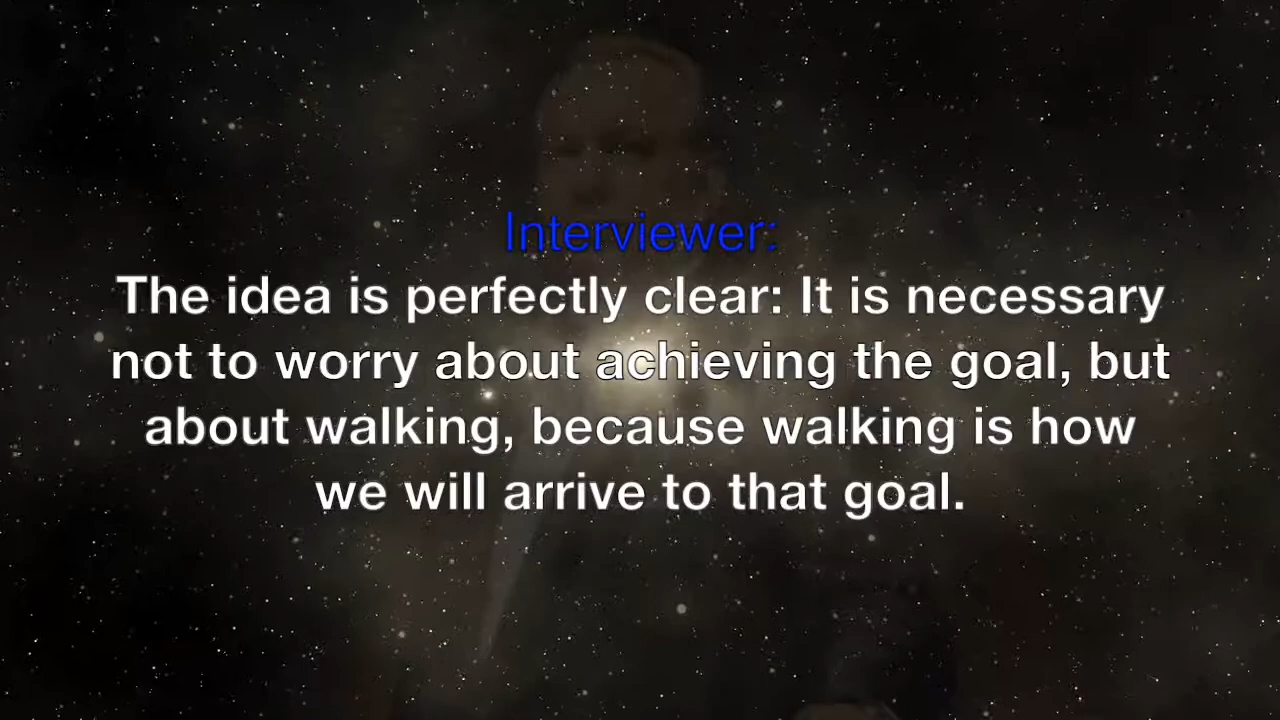 Interviewer:
The idea is perfectly clear: It is necessary
not to worry about achieving the goal, but
about walking, because walking is how
we will arrive to that goal.